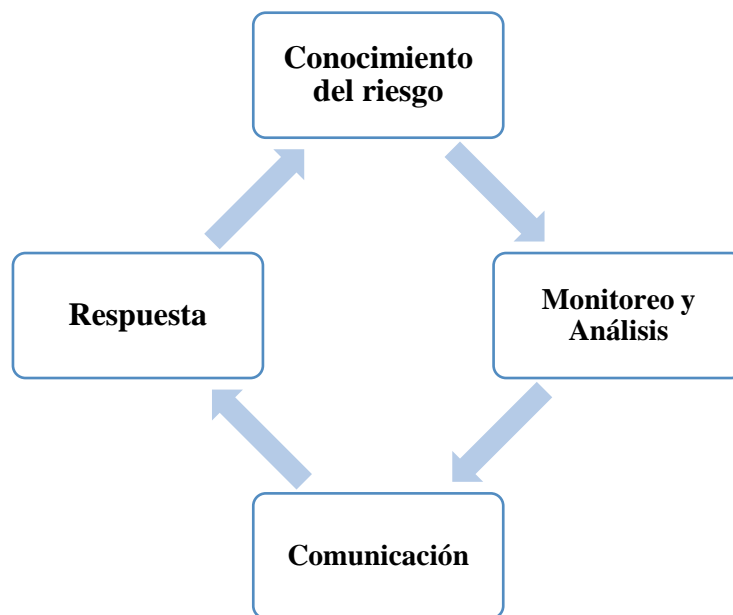 Conocimiento
del riesgo
Respuesta
Monitoreo y
Análisis
Comunicación